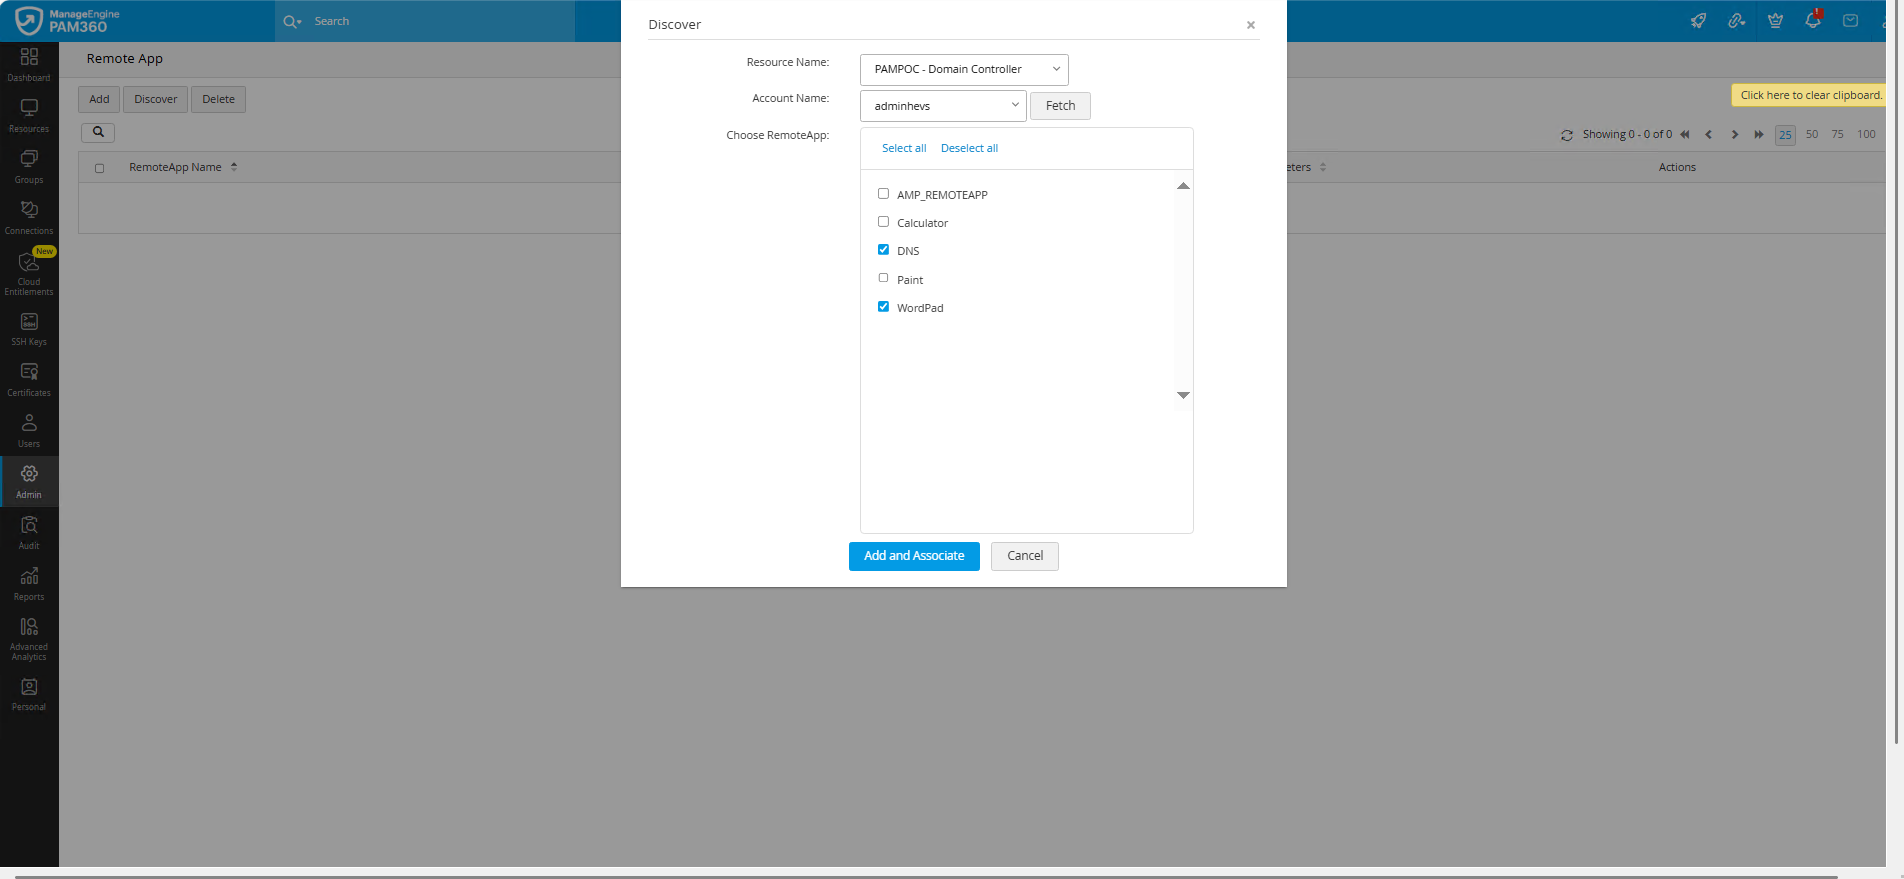 ManageEngine
PAM360
Search
Discover
×
Resource Name:
PAMPOC - Domain Controller
Account Name:
adminhevs
Fetch
Choose RemoteApp:
Select all
Deselect all
AMP_REMOTEAPP
Calculator
DNS
Paint
WordPad
Add and Associate
Cancel
Remote App
Add
Discover
Delete
Click here to clear clipboard.
Showing 0 - 0 of 0
25
50
75
100
RemoteApp Name
eters
Actions
Dashboard
Resources
Groups
Connections
New
Cloud
Entitlements
SSH Keys
Certificates
Users
Admin
Audit
Reports
Advanced
Analytics
Personal